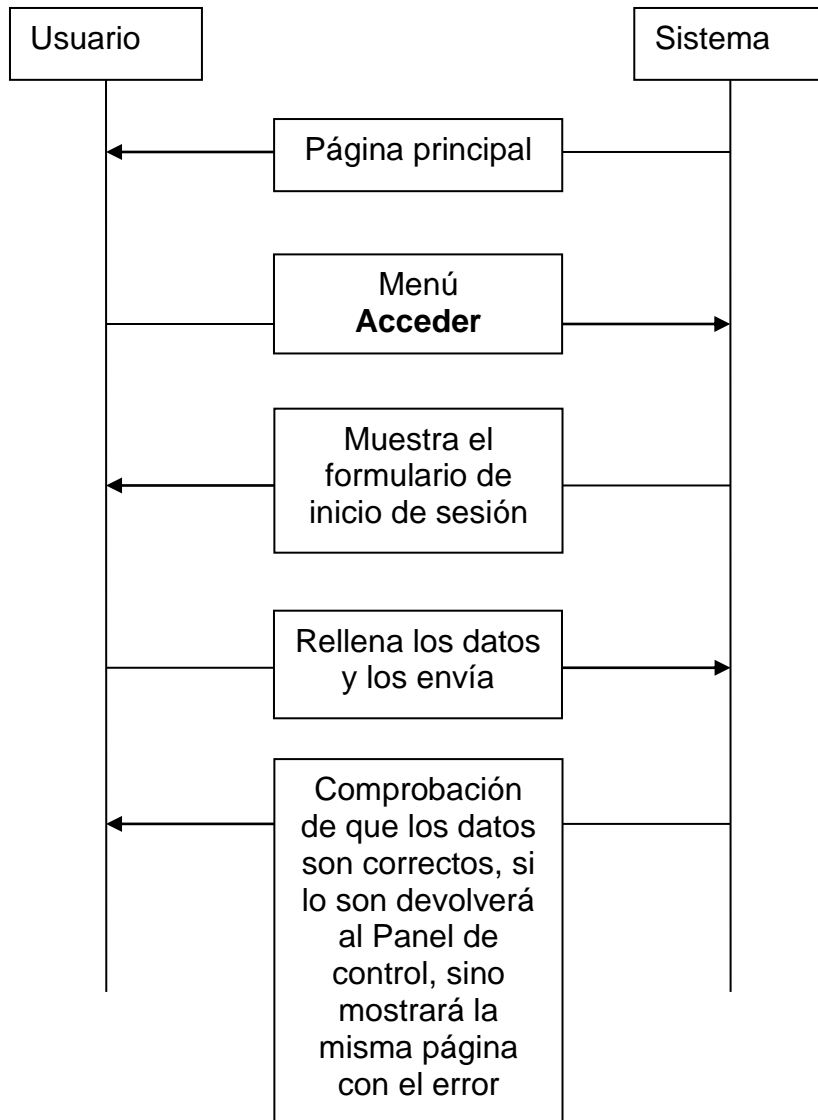 Usuario
Sistema
Página principal
Menú
Acceder
Muestra el
formulario de
inicio de sesión
Rellena los datos
y los envía
Comprobación
de que los datos
son correctos, si
lo son devolverá
al Panel de
control, sino
mostrará la
misma página
con el error